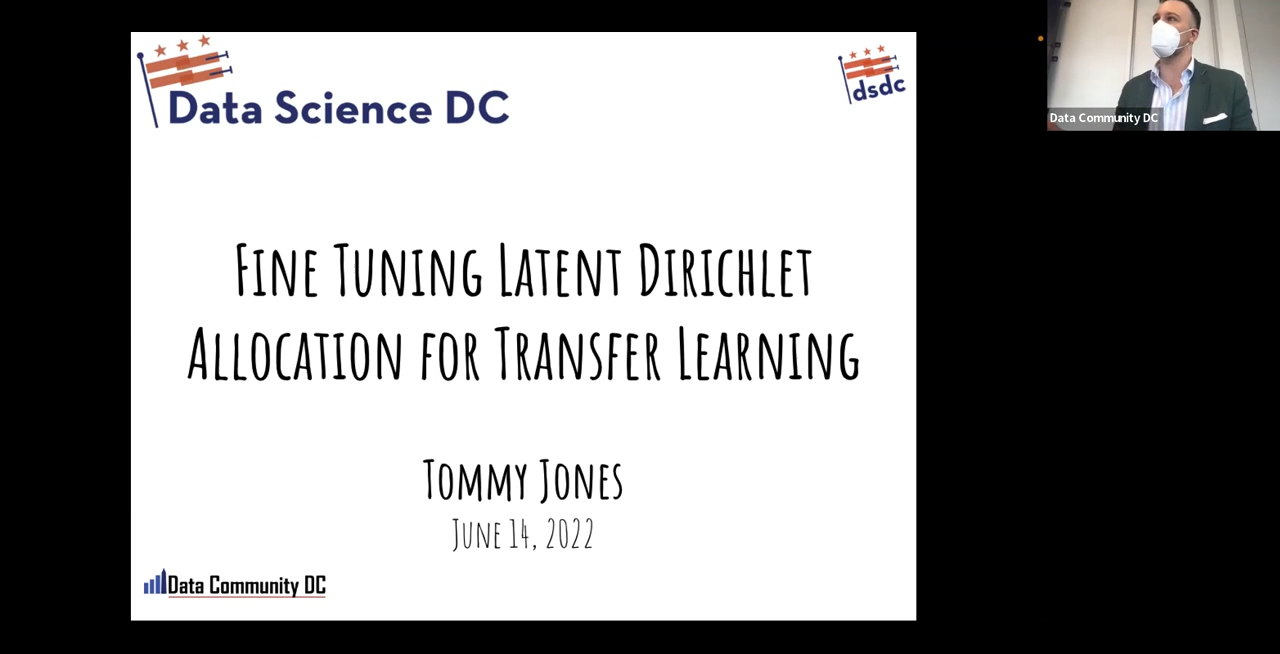 Data Science DC
dsdc
Data Community DC
Fine Tuning Latent Dirichlet
Allocation for Transfer Learning
Tommy Jones
June 14, 2022
Data Community DC